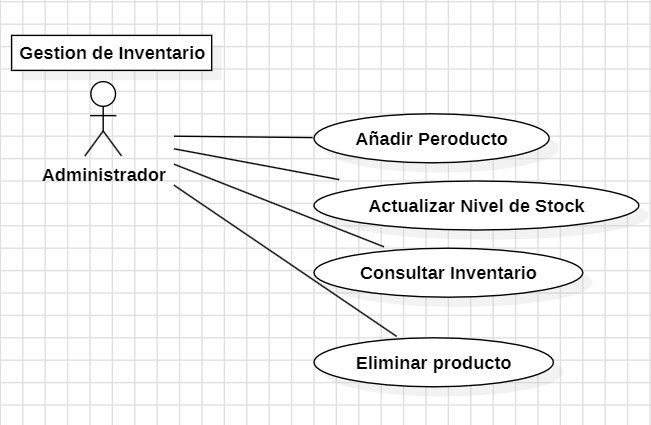 Gestion de Inventario
Administrador
Añadir Peroducto
Actualizar Nivel de Stock
Consultar Inventario
Eliminar producto